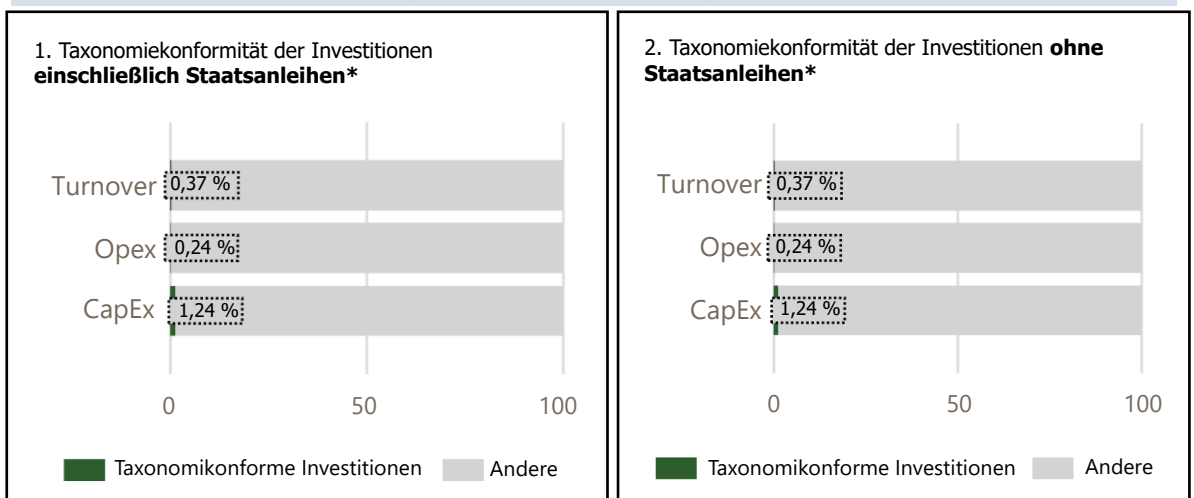 1. Taxonomiekonformität der Investitionen
einschließlich Staatsanleihen*
Turnover 0,37 %
Opex 0,24 %
CapEx 1,24 %
0 50 100
Taxonomikonforme Investitionen Andere
2. Taxonomiekonformität der Investitionen ohne
Staatsanleihen*
Turnover 0,37 %
Opex 0,24 %
CapEx 1,24 %
0 50 100
Taxonomikonforme Investitionen Andere